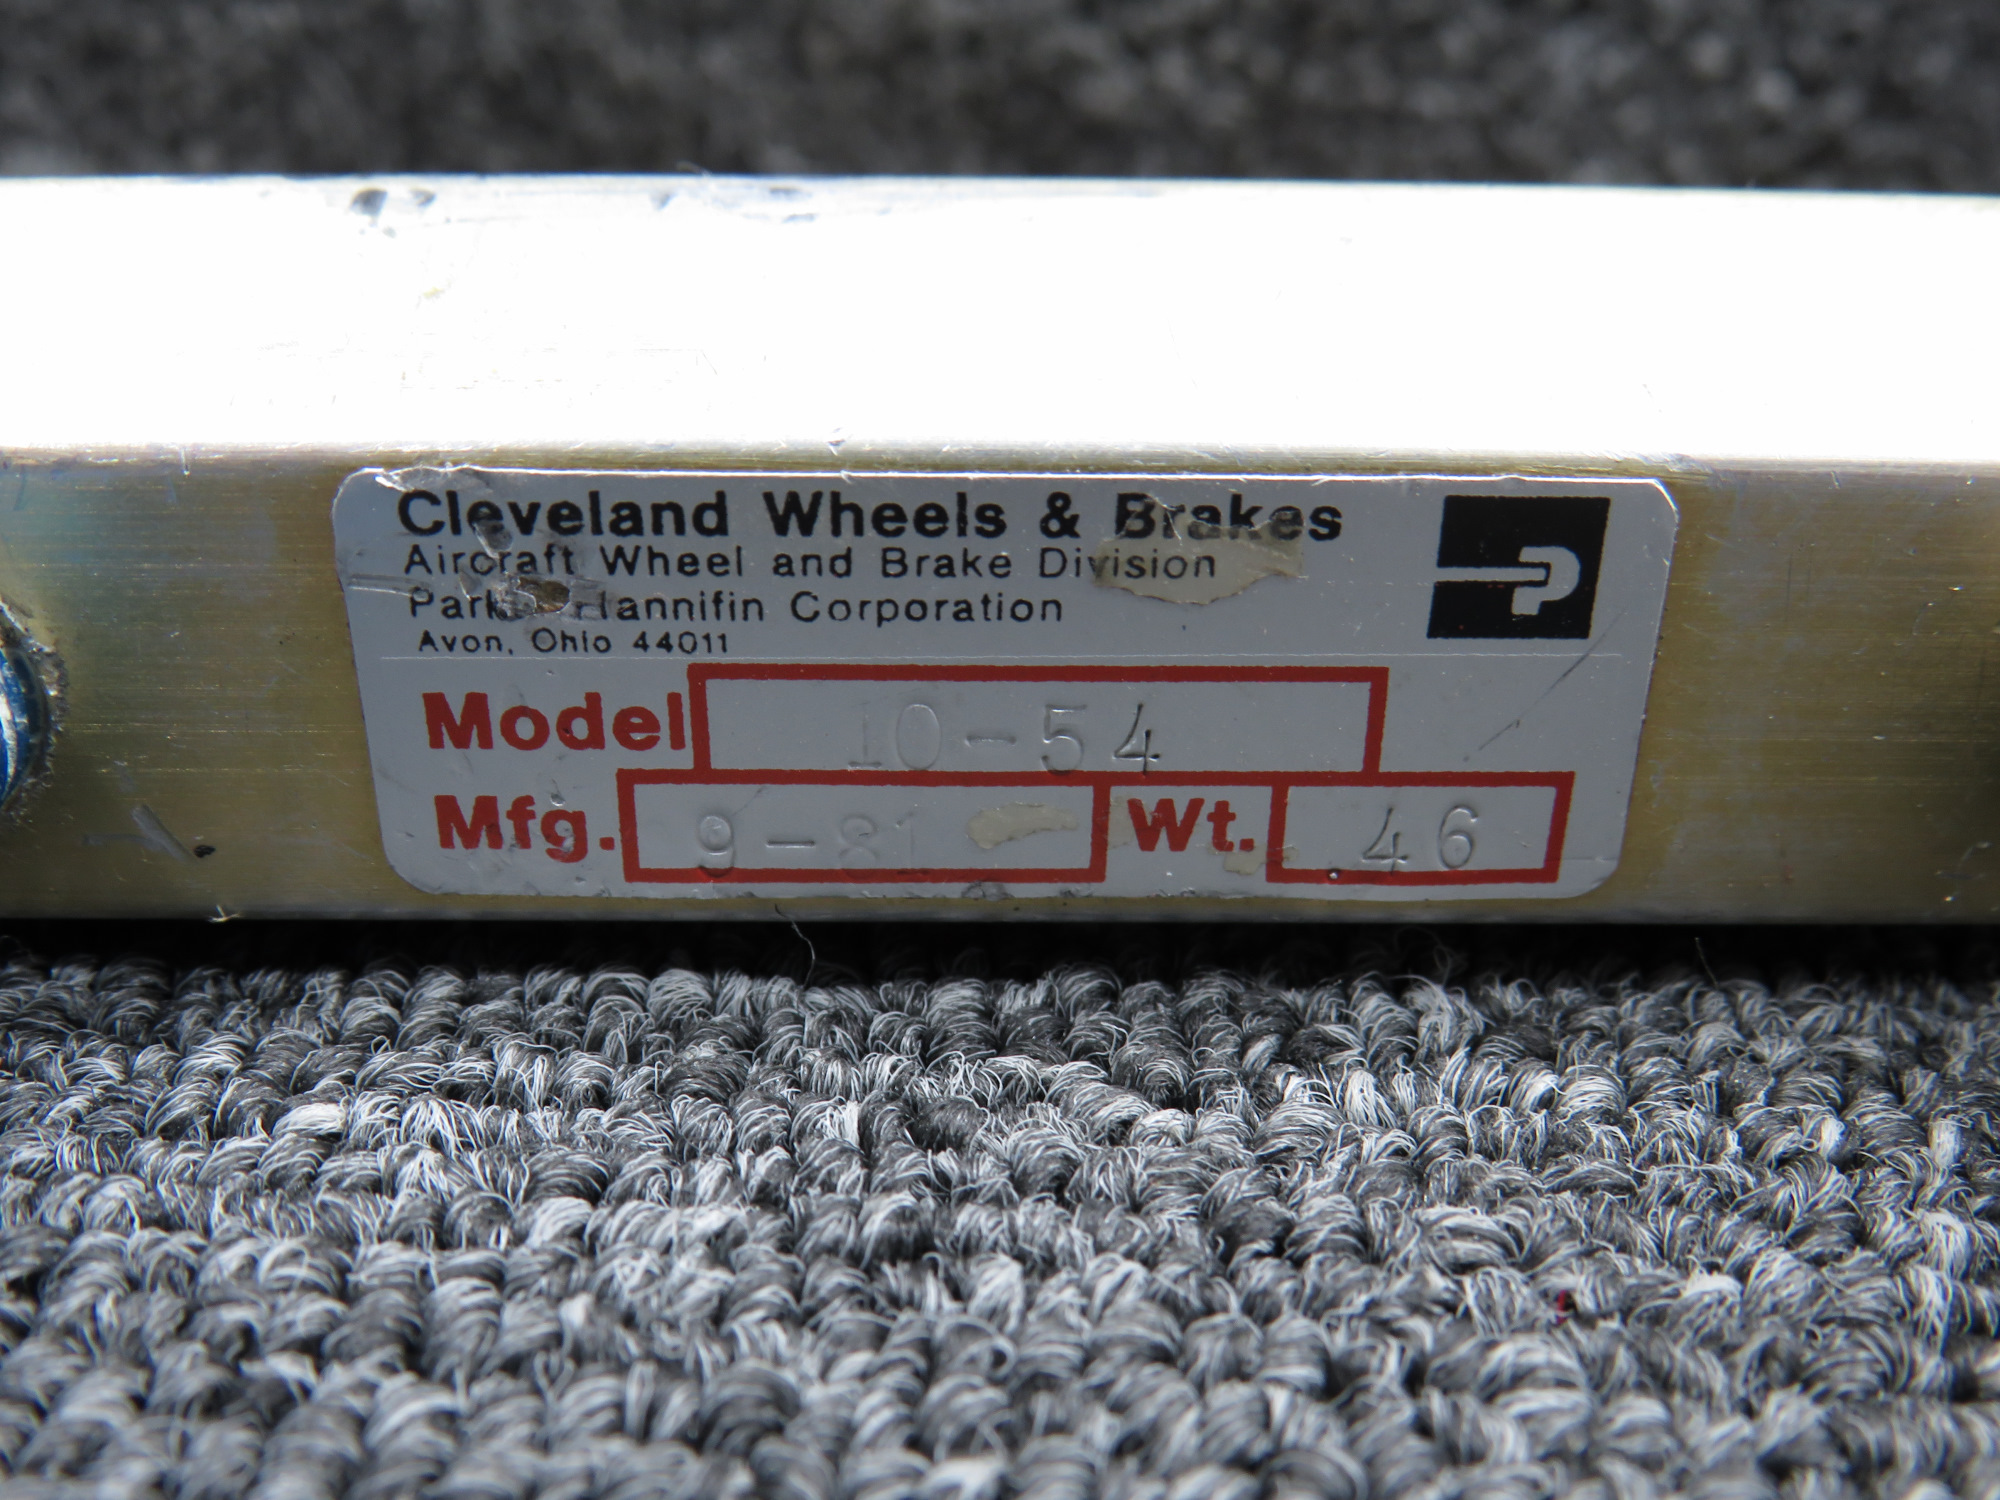 Cleveland Wheels & Brakes
Aircraft Wheel and Brake Division
Parker Hannifin Corporation
Avon, Ohio 44011
Model 10-54
Mfg. 9-81 Wt. .46